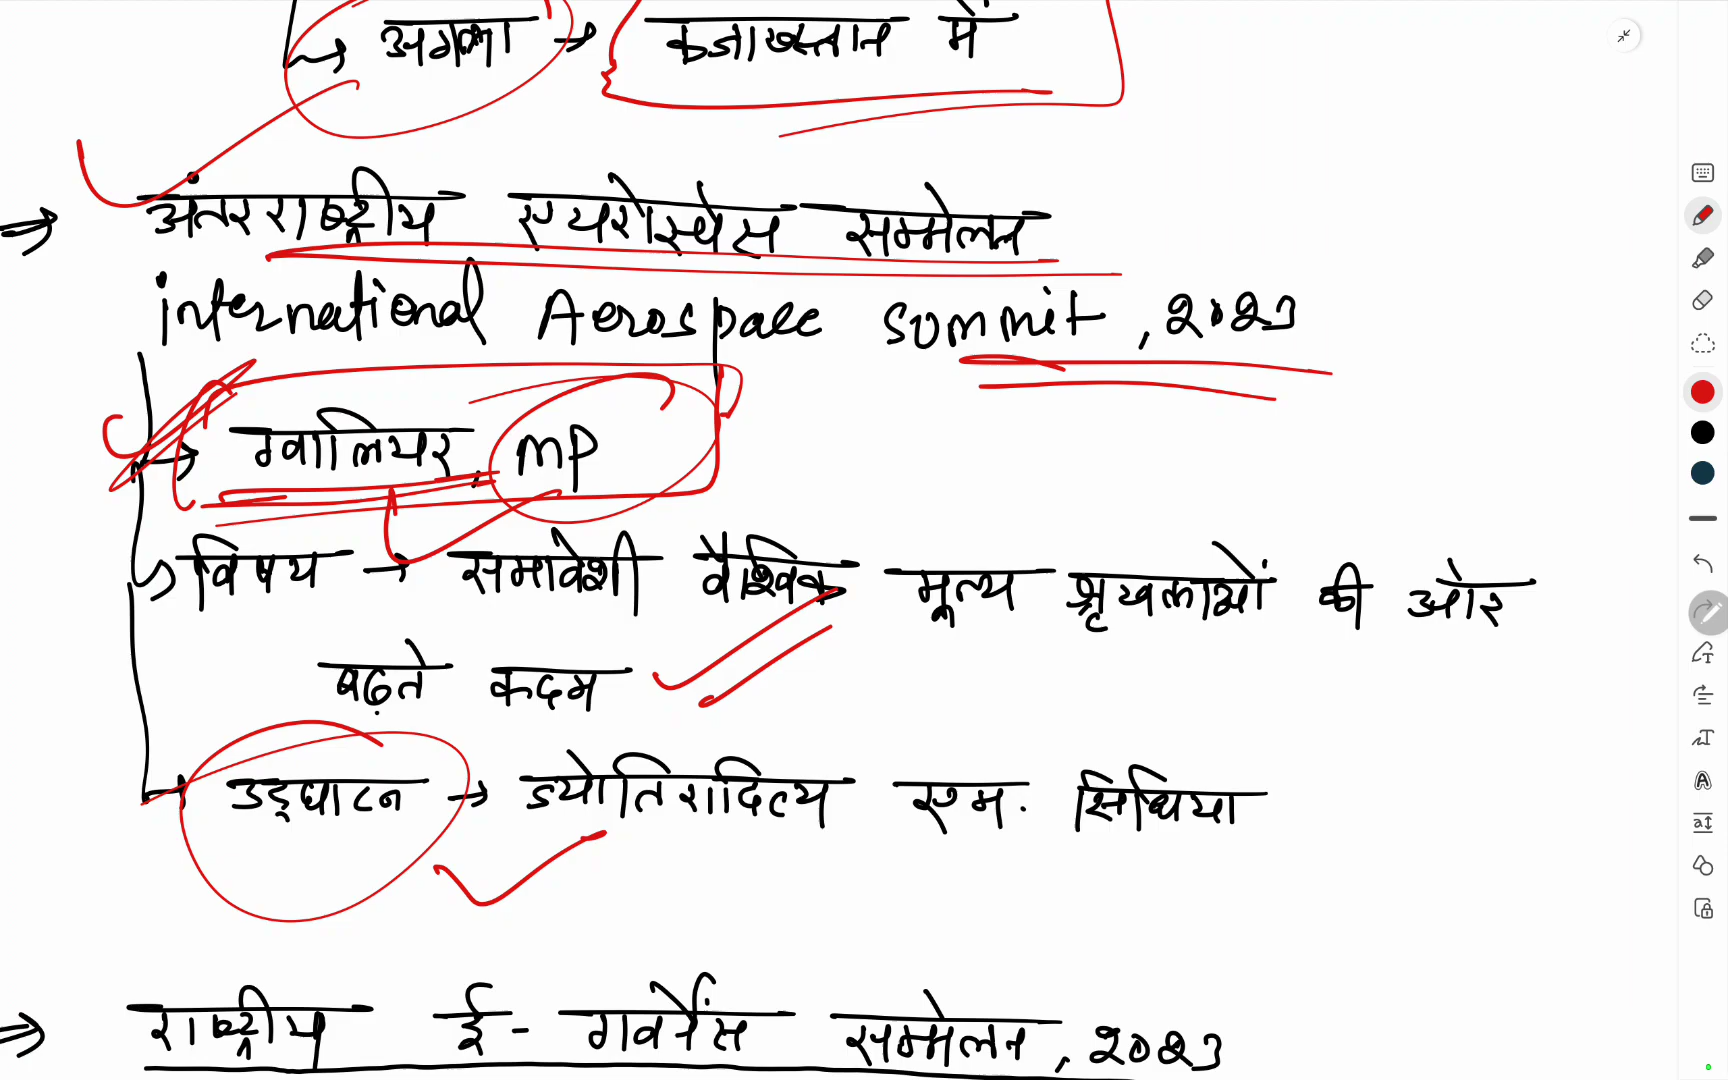 → अगला → कजाखस्तान में
⇒ अंतरराष्ट्रीय एयरोस्पेस सम्मेलन
international Aerospace summit, 2023
→ ग्वालियर, MP
↳ विषय → समावेशी वैश्विक मूल्य श्रृखलाओं की ओर
बढ़ते कदम
→ उद्घाटन → ज्योतिरादित्य एम. सिंधिया
⇒ राष्ट्रीय ई-गवर्नेंस सम्मेलन, 2023